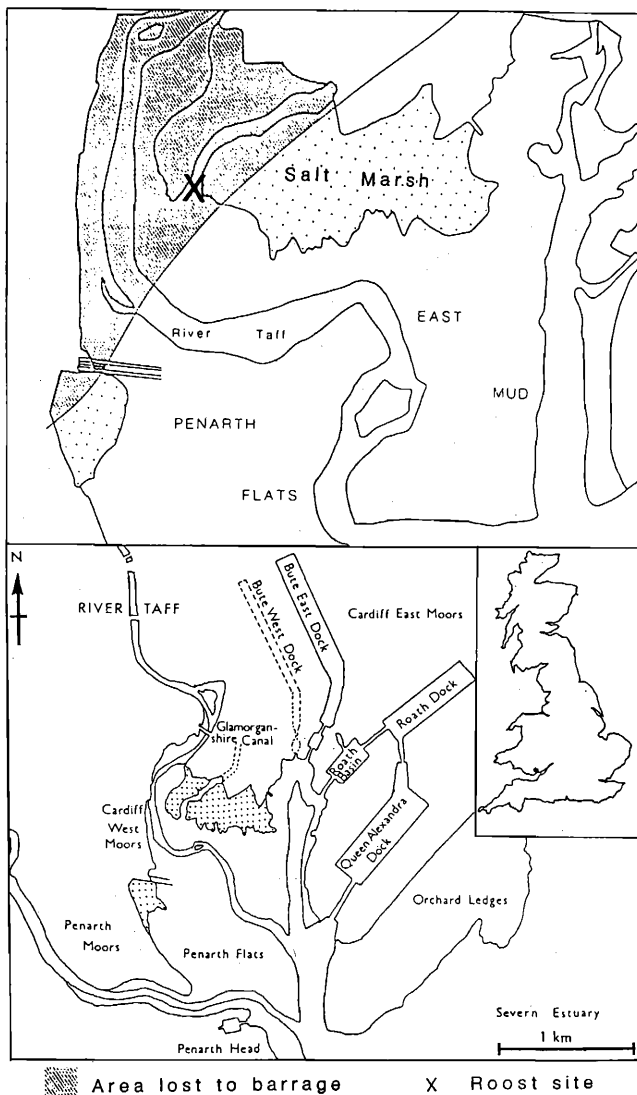 Salt Marsh
River Taff
EAST
MUD
PENARTH
FLATS
N
RIVER TAFF
Bute West Dock
Bute East Dock
Cardiff East Moors
Roath Dock
Roath
Basin
Glamorgan-
shire Canal
Queen Alexandra
Dock
Cardiff
West
Moors
Orchard Ledges
Penarth
Moors
Penarth Flats
Severn Estuary
1 km
Penarth Head
Area lost to barrage
X Roost site
X